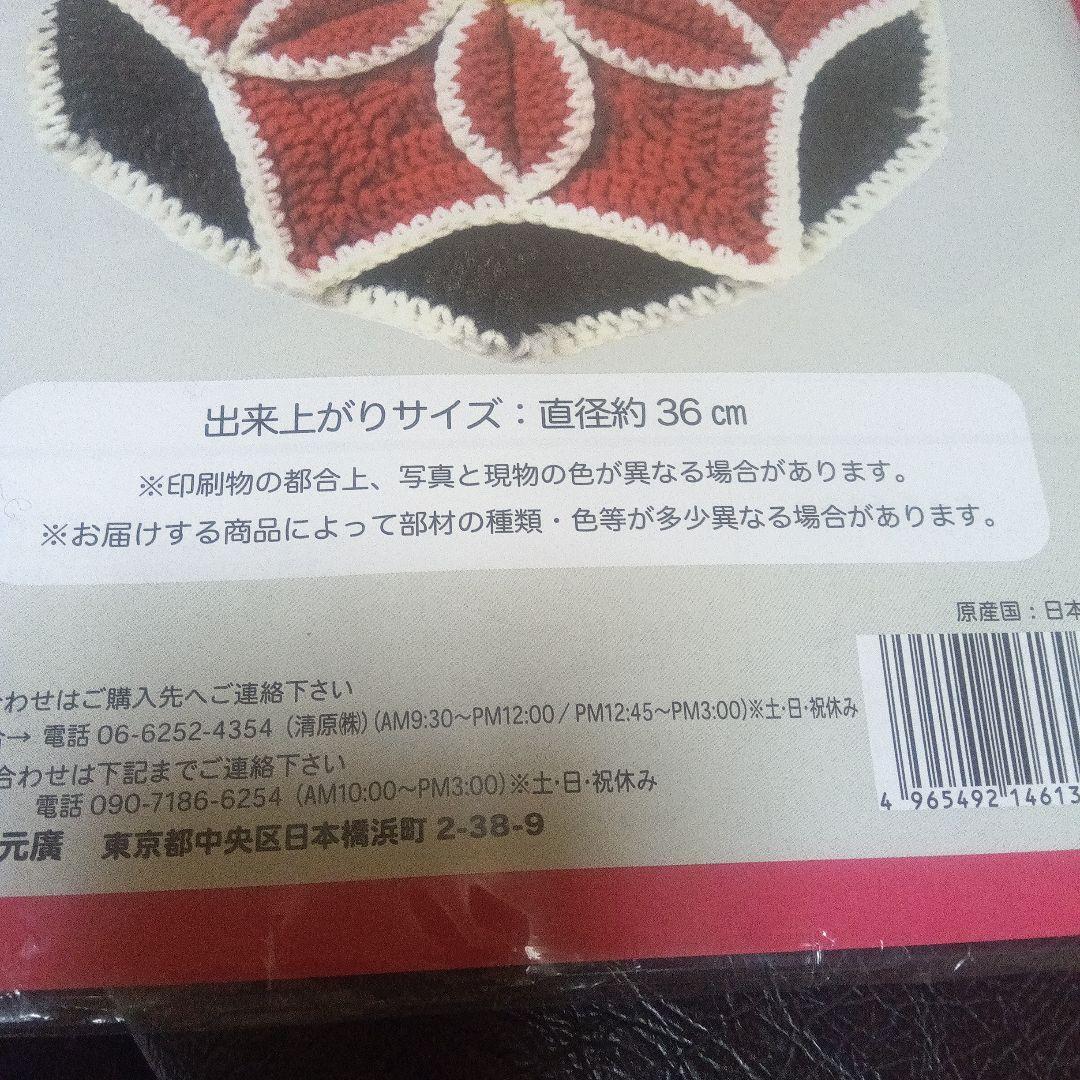 出来上がりサイズ：直径約 36 ㎝
※印刷物の都合上、写真と現物の色が異なる場合があります。
※お届けする商品によって部材の種類・色等が多少異なる場合があります。
原産国：日本
合わせはご購入先へご連絡下さい
→ 電話 06-6252-4354（清原㈱）(AM9:30～PM12:00 / PM12:45～PM3:00)※土・日・祝休み
合わせは下記までご連絡下さい
電話 090-7186-6254（AM10:00～PM3:00）※土・日・祝休み
元廣 東京都中央区日本橋浜町 2-38-9
4 965492 14613